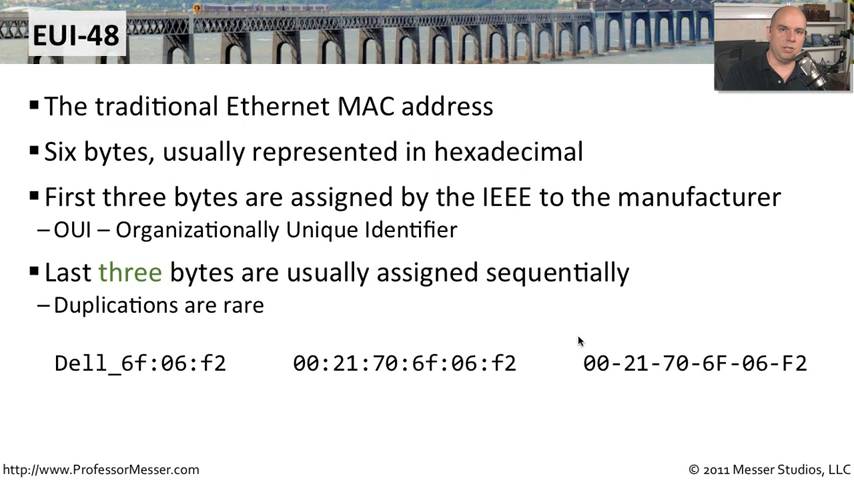 EUI-48
▪ The traditional Ethernet MAC address
▪ Six bytes, usually represented in hexadecimal
▪ First three bytes are assigned by the IEEE to the manufacturer
– OUI – Organizationally Unique Identifier
▪ Last three bytes are usually assigned sequentially
– Duplications are rare
Dell_6f:06:f2 00:21:70:6f:06:f2 00-21-70-6F-06-F2
http://www.ProfessorMesser.com © 2011 Messer Studios, LLC